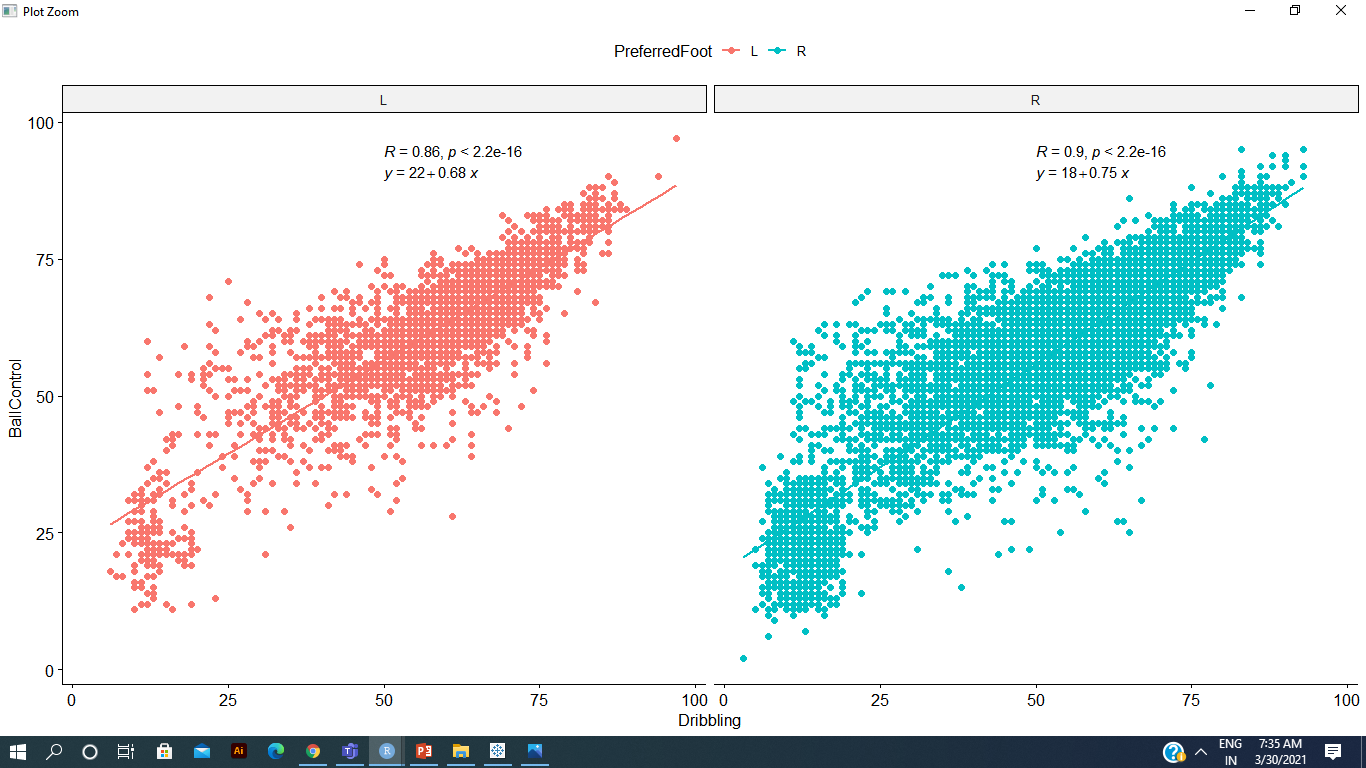 Plot Zoom
PreferredFoot L R
L
R
R = 0.86, p < 2.2e-16
y = 22+0.68 x
R = 0.9, p < 2.2e-16
y = 18+0.75 x
100
75
50
25
0
BallControl
0 25 50 75 100
0 25 50 75 100
Dribbling
Ai
R
ENG
IN
7:35 AM
3/30/2021